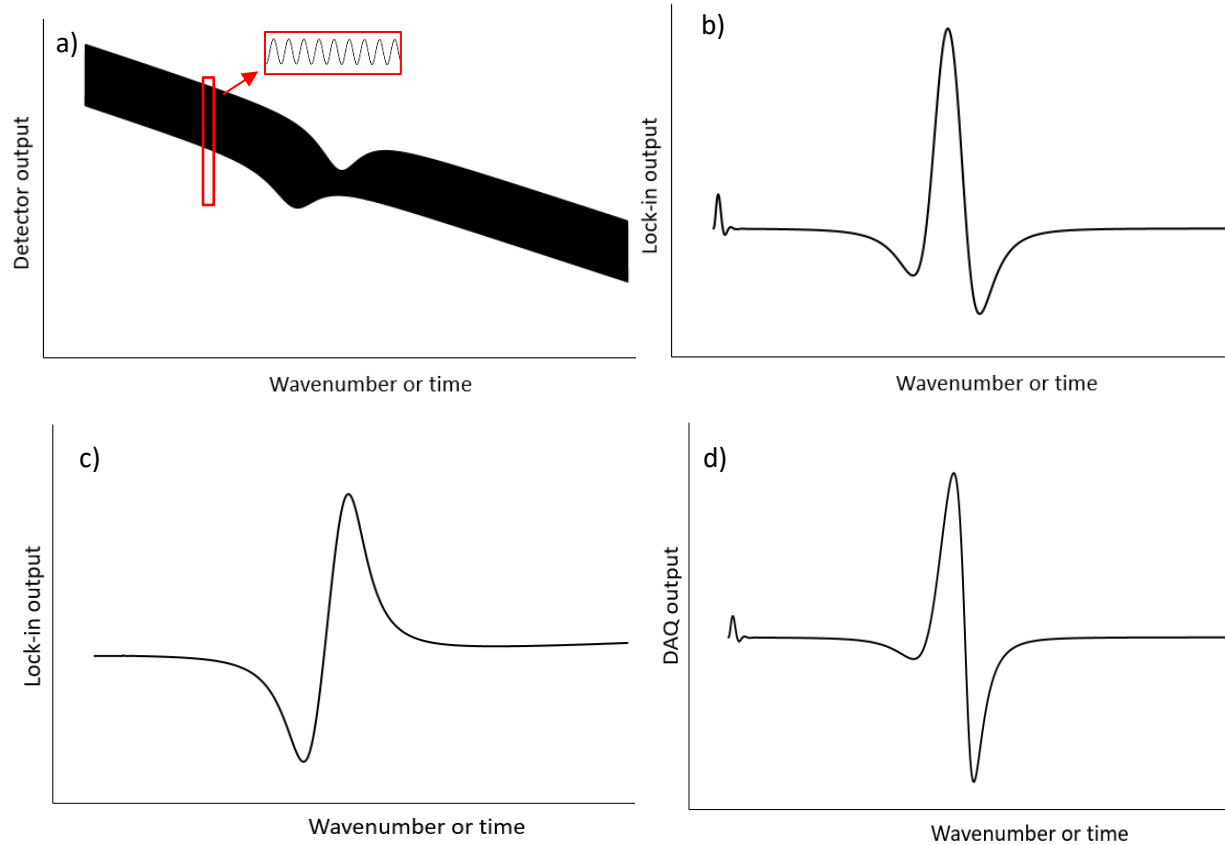 a)
Detector output
Wavenumber or time
b)
Lock-in output
Wavenumber or time
c)
Lock-in output
Wavenumber or time
d)
DAQ output
Wavenumber or time